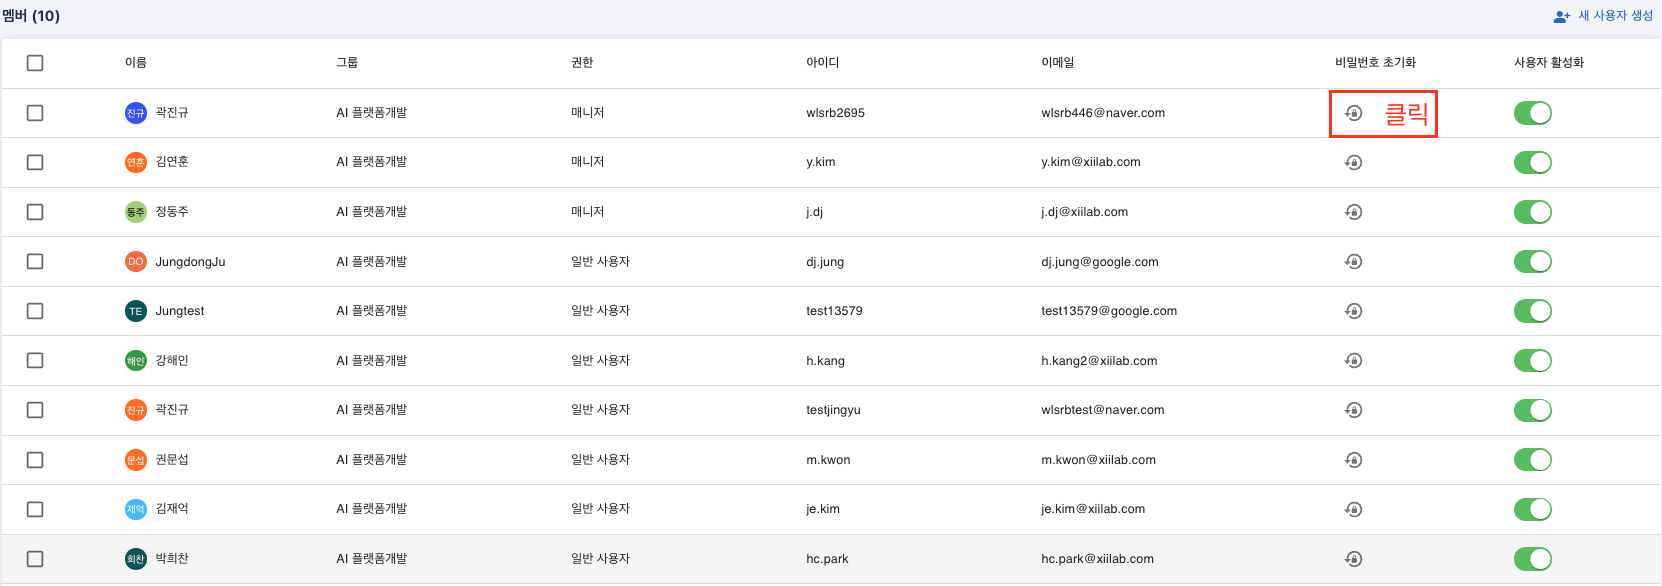 멤버 (10)
새 사용자 생성
이름 그룹 권한 아이디 이메일 비밀번호 초기화 사용자 활성화
진규 곽진규 AI 플랫폼개발 매니저 wlsrb2695 wlsrb446@naver.com 클릭
연훈 김연훈 AI 플랫폼개발 매니저 y.kim y.kim@xiilab.com
동주 정동주 AI 플랫폼개발 매니저 j.dj j.dj@xiilab.com
DO JungdongJu AI 플랫폼개발 일반 사용자 dj.jung dj.jung@google.com
TE Jungtest AI 플랫폼개발 일반 사용자 test13579 test13579@google.com
해인 강해인 AI 플랫폼개발 일반 사용자 h.kang h.kang2@xiilab.com
진규 곽진규 AI 플랫폼개발 일반 사용자 testjingyu wlsrbtest@naver.com
문섭 권문섭 AI 플랫폼개발 일반 사용자 m.kwon m.kwon@xiilab.com
재억 김재억 AI 플랫폼개발 일반 사용자 je.kim je.kim@xiilab.com
희찬 박희찬 AI 플랫폼개발 일반 사용자 hc.park hc.park@xiilab.com